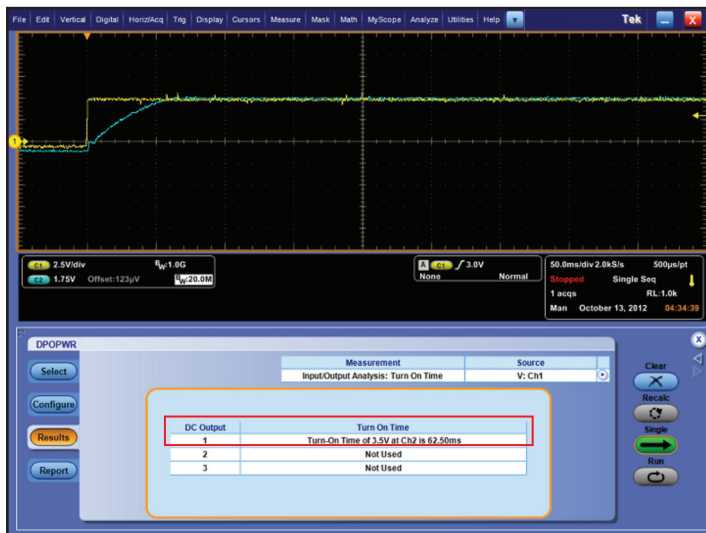 File Edit Vertical Digital Horiz/Acq Trig Display Cursors Measure Mask Math MyScope Analyze Utilities Help Tek X
1
C1 2.5V/div BW:1.0G
C2 1.75V Offset:123µV BW:20.0M
A C1 3.0V
None Normal
50.0ms/div 2.0kS/s 500µs/pt
Stopped Single Seq
1 acqs RL:1.0k
Man October 13, 2012 04:34:39
DPOPWR
Select
Configure
Results
Report
Measurement Source
Input/Output Analysis: Turn On Time V: Ch1
DC Output Turn On Time
1 Turn-On Time of 3.5V at Ch2 is 62.50ms
2 Not Used
3 Not Used
Clear
Recalc
Single
Run